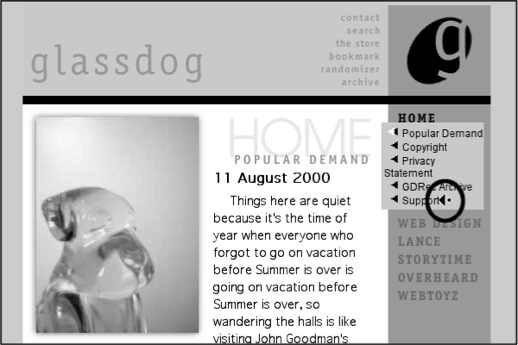 glassdog
contact
search
the store
bookmark
randomizer
archive
g
HOME
POPULAR DEMAND
11 August 2000
Things here are quiet
because it's the time of
year when everyone who
forgot to go on vacation
before Summer is over is
going on vacation before
Summer is over, so
wandering the halls is like
visiting John Goodman's
HOME
Popular Demand
Copyright
Privacy
Statement
GDRec Archive
Support
WEB DESIGN
LANCE
STORYTIME
OVERHEARD
WEBTOYZ